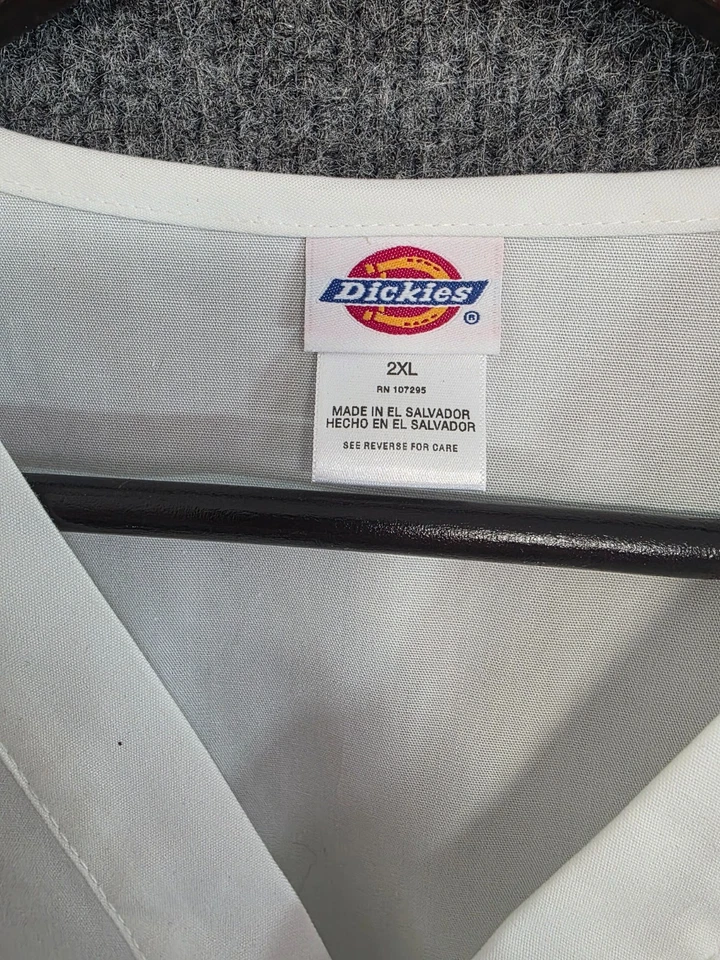 Dickies
®
2XL
RN 107295
MADE IN EL SALVADOR
HECHO EN EL SALVADOR
SEE REVERSE FOR CARE